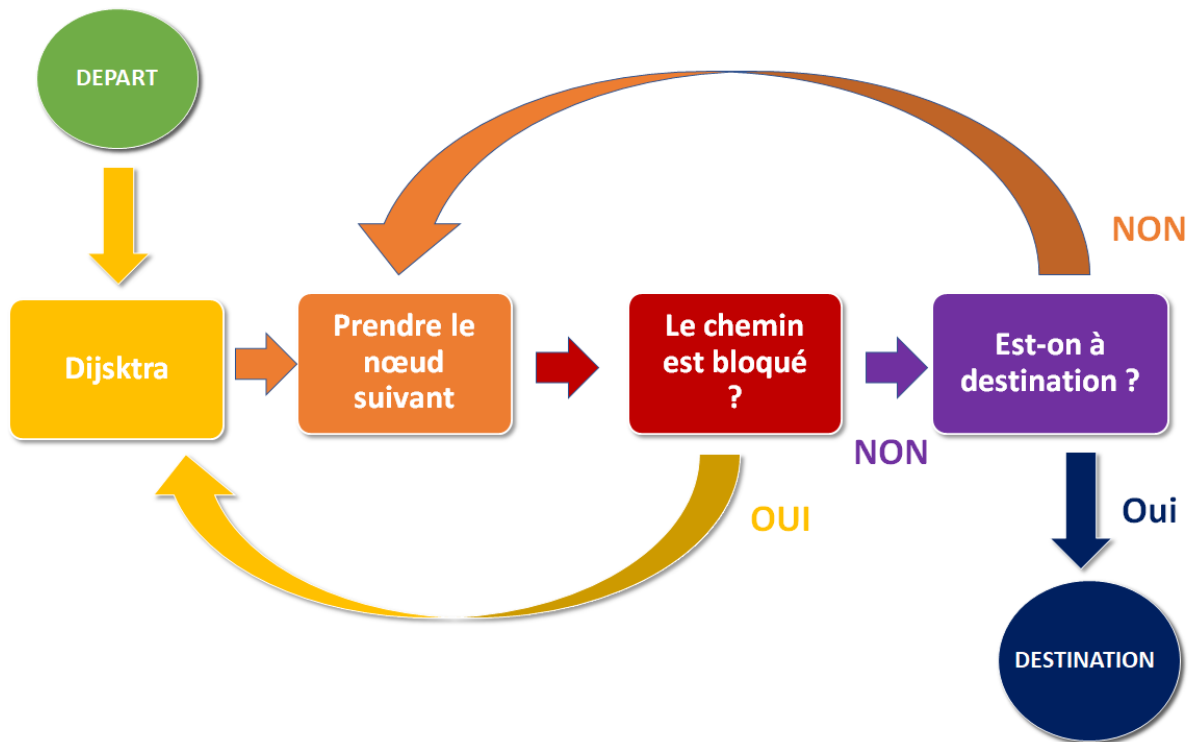 DEPART
NON
Dijsktra
Prendre le
nœud
suivant
Le chemin
est bloqué
?
Est-on à
destination ?
NON
OUI
Oui
DESTINATION